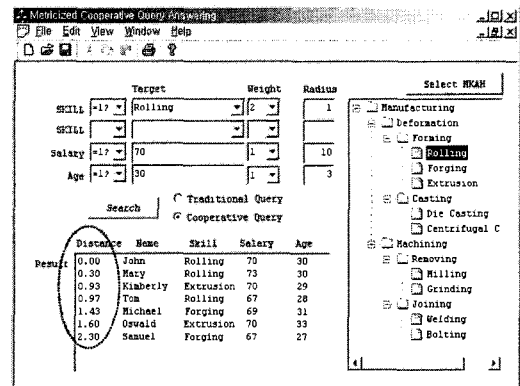 Metricized Cooperative Query Answering
File Edit View Window Help
Select MKAH
Target Weight Radius
SKILL =1? Rolling 2 1
SKILL
Salary =1? 70 1 10
Age =1? 30 1 3
Search
Traditional Query
Cooperative Query
Result
Distance Name Skill Salary Age
0.00 John Rolling 70 30
0.30 Mary Rolling 73 30
0.93 Kimberly Extrusion 70 29
0.97 Tom Rolling 67 28
1.43 Michael Forging 69 31
1.60 Oswald Extrusion 70 33
2.30 Samuel Forging 67 27
Manufacturing
Deformation
Forming
Rolling
Forging
Extrusion
Casting
Die Casting
Centrifugal C
Machining
Removing
Milling
Grinding
Joining
Welding
Bolting